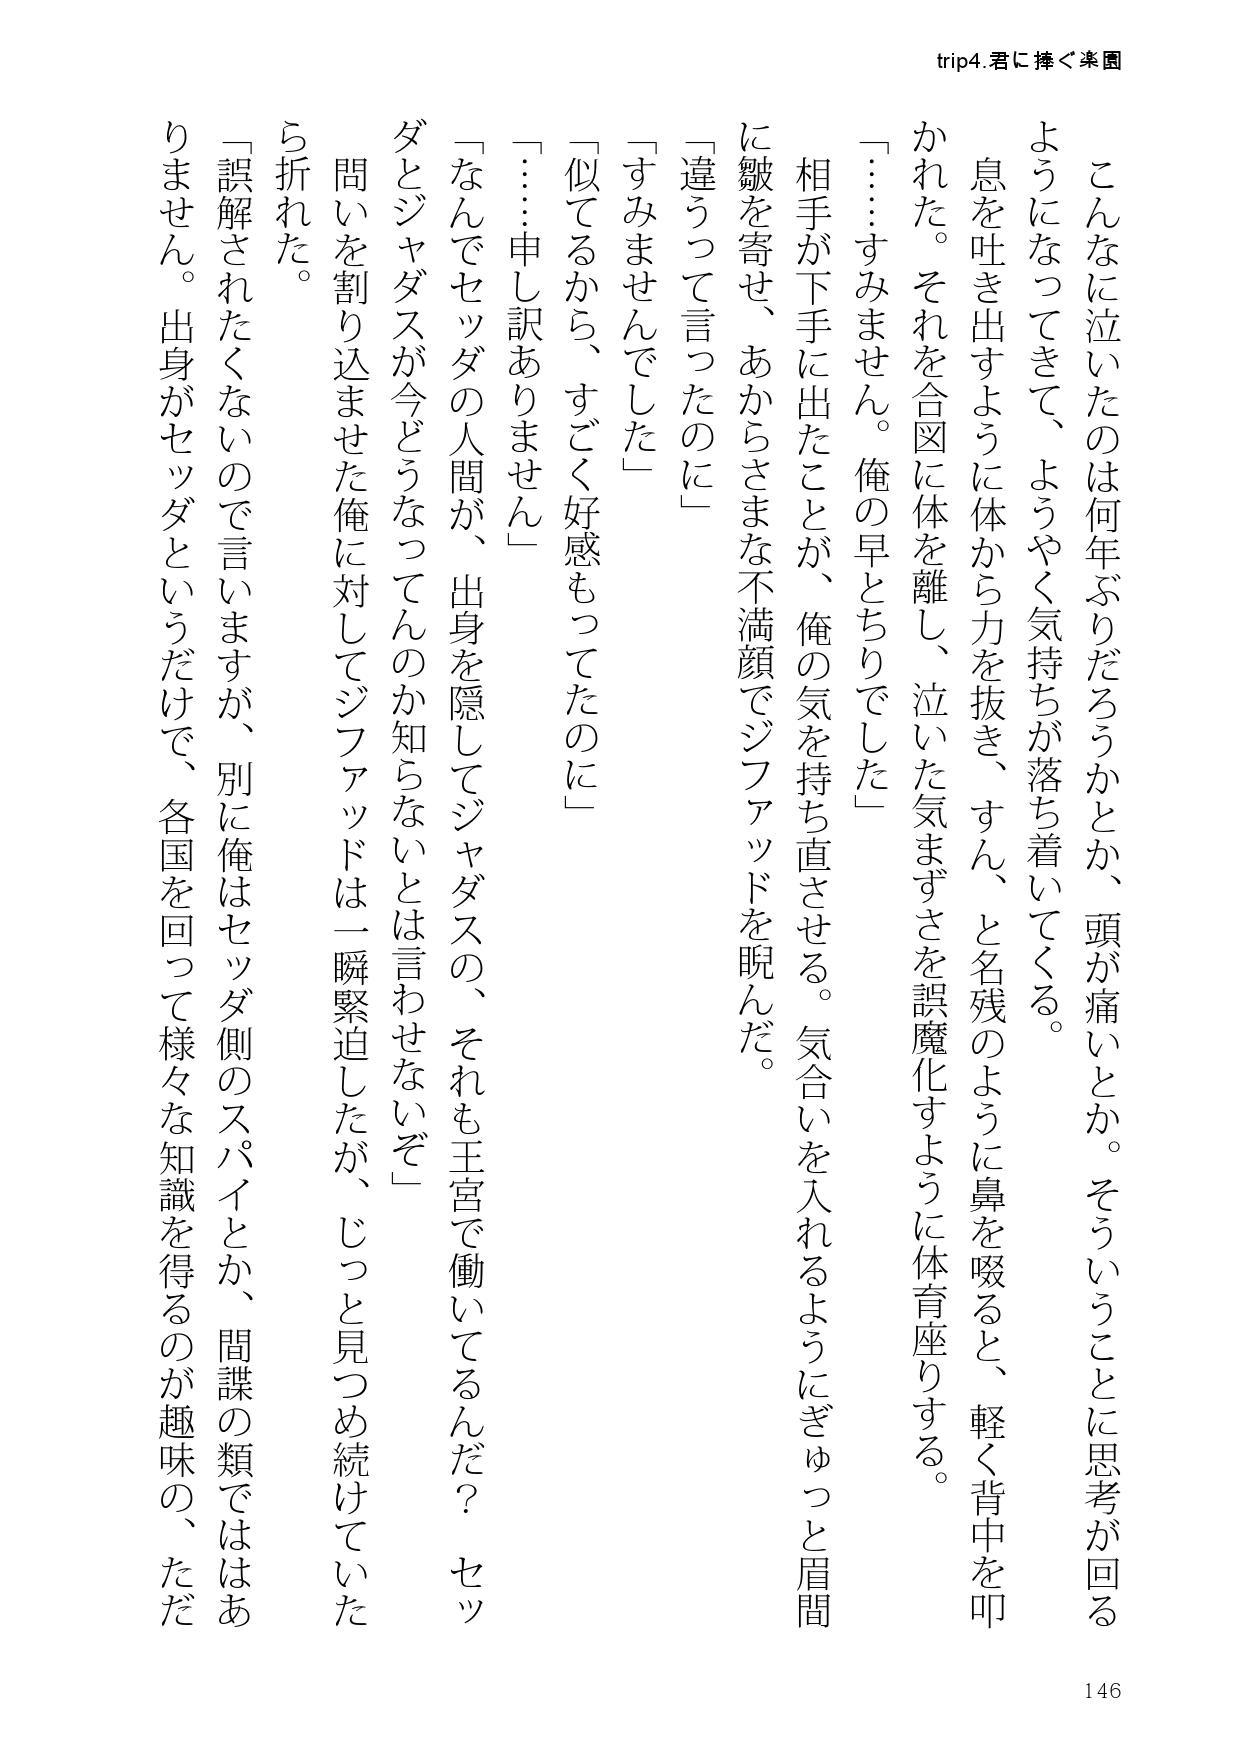 trip4.君に捧ぐ楽園
こんなに泣いたのは何年ぶりだろうかとか、頭が痛いとか。そういうことに思考が回る
ようになってきて、ようやく気持ちが落ち着いてくる。
息を吐き出すように体から力を抜き、すん、と名残のように鼻を啜ると、軽く背中を叩
かれた。それを合図に体を離し、泣いた気まずさを誤魔化すように体育座りする。
「……すみません。俺の早とちりでした」
相手が下手に出たことが、俺の気を持ち直させる。気合いを入れるようにぎゅっと眉間
に皺を寄せ、あからさまな不満顔でジファッドを睨んだ。
「違うって言ったのに」
「すみませんでした」
「似てるから、すごく好感もってたのに」
「……申し訳ありません」
「なんでセッダの人間が、出身を隠してジャダスの、それも王宮で働いてるんだ？　セッ
ダとジャダスが今どうなってんのか知らないとは言わせないぞ」
問いを割り込ませた俺に対してジファッドは一瞬緊迫したが、じっと見つめ続けていた
ら折れた。
「誤解されたくないので言いますが、別に俺はセッダ側のスパイとか、間諜の類でははあ
りません。出身がセッダというだけで、各国を回って様々な知識を得るのが趣味の、ただ
146